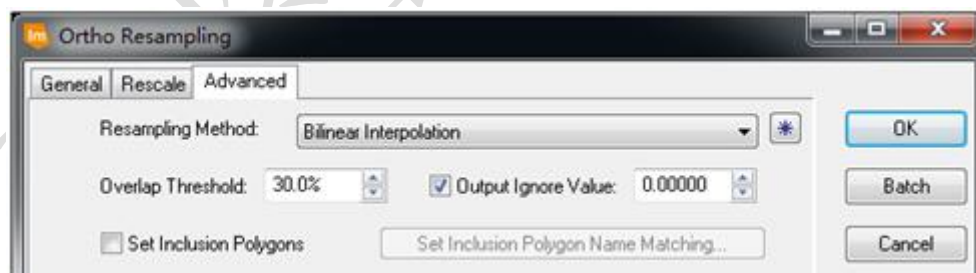 Im Ortho Resampling
General Rescale Advanced
Resampling Method: Bilinear Interpolation OK
Overlap Threshold: 30.0% Output Ignore Value: 0.00000 Batch
Set Inclusion Polygons Set Inclusion Polygon Name Matching... Cancel